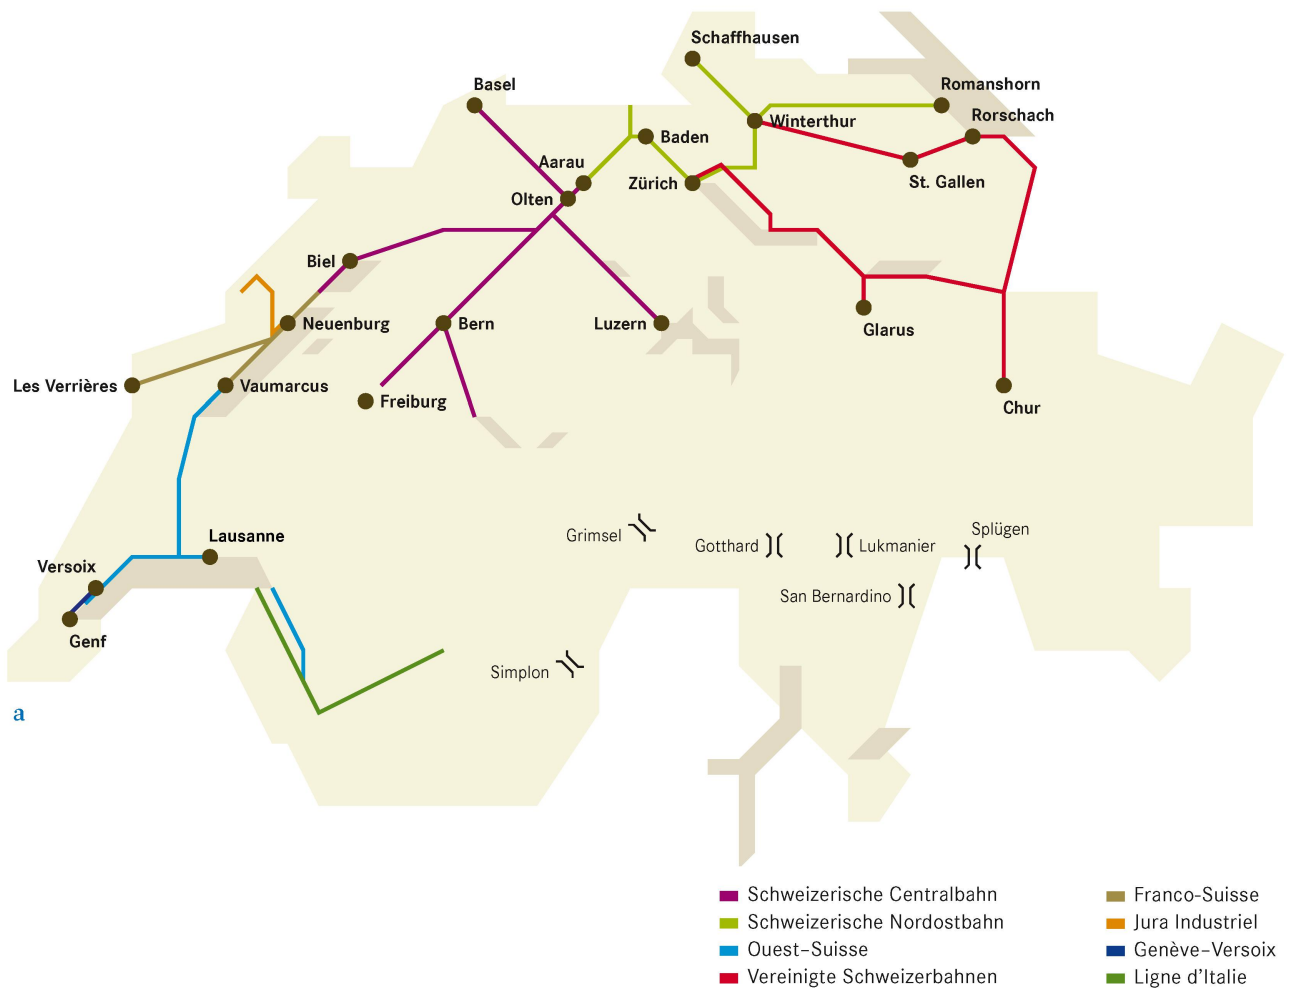 Schaffhausen
Basel
Romanshorn
Rorschach
Winterthur
Baden
Aarau
Zürich
St. Gallen
Olten
Biel
Neuenburg
Bern
Luzern
Glarus
Les Verrières
Vaumarcus
Freiburg
Chur
Grimsel
Gotthard
Lukmanier
Splügen
Lausanne
Versoix
San Bernardino
Genf
Simplon
a
Schweizerische Centralbahn
Schweizerische Nordostbahn
Ouest–Suisse
Vereinigte Schweizerbahnen
Franco-Suisse
Jura Industriel
Genève–Versoix
Ligne d'Italie